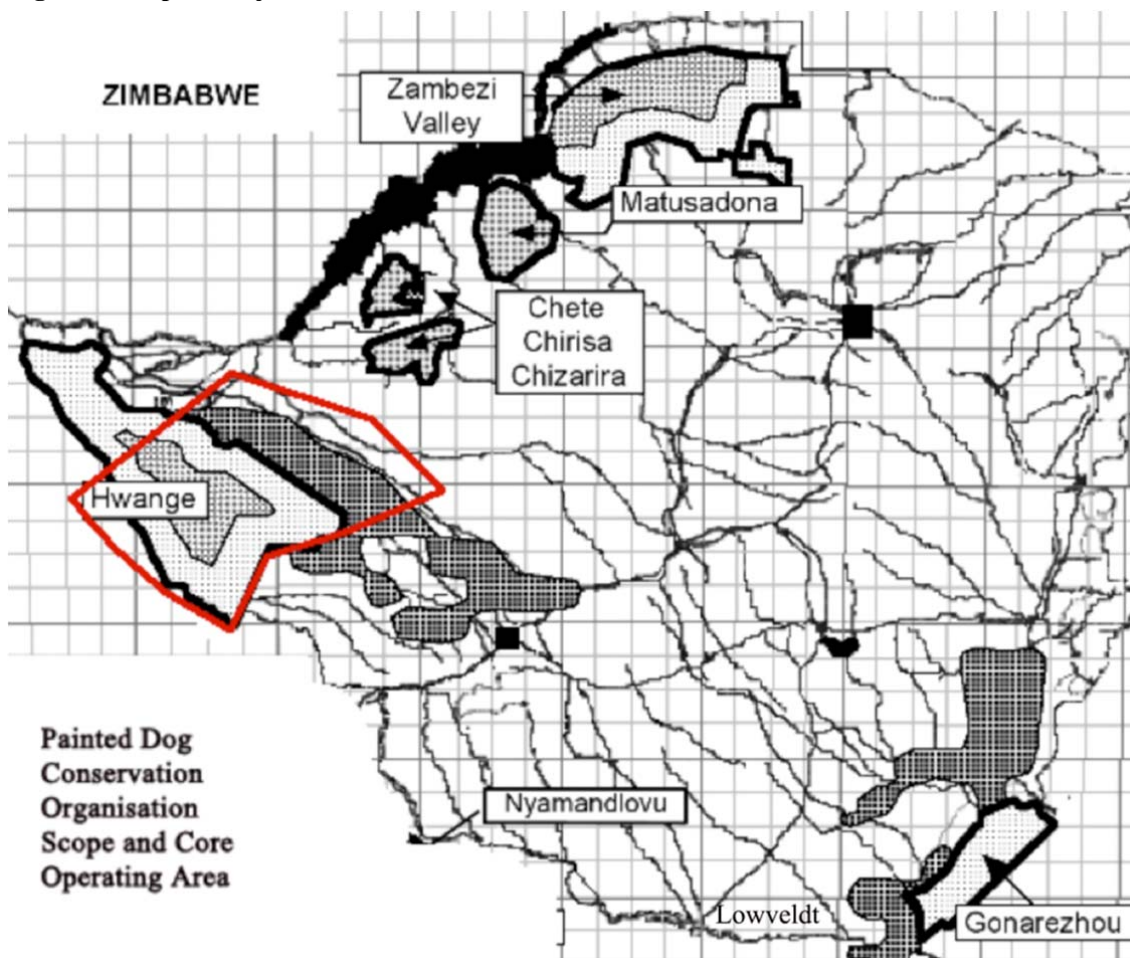 ZIMBABWE
Zambezi
Valley
Matusadona
Chete
Chirisa
Chizarira
Hwange
Painted Dog
Conservation
Organisation
Scope and Core
Operating Area
Nyamandlovu
Lowveldt
Gonarezhou